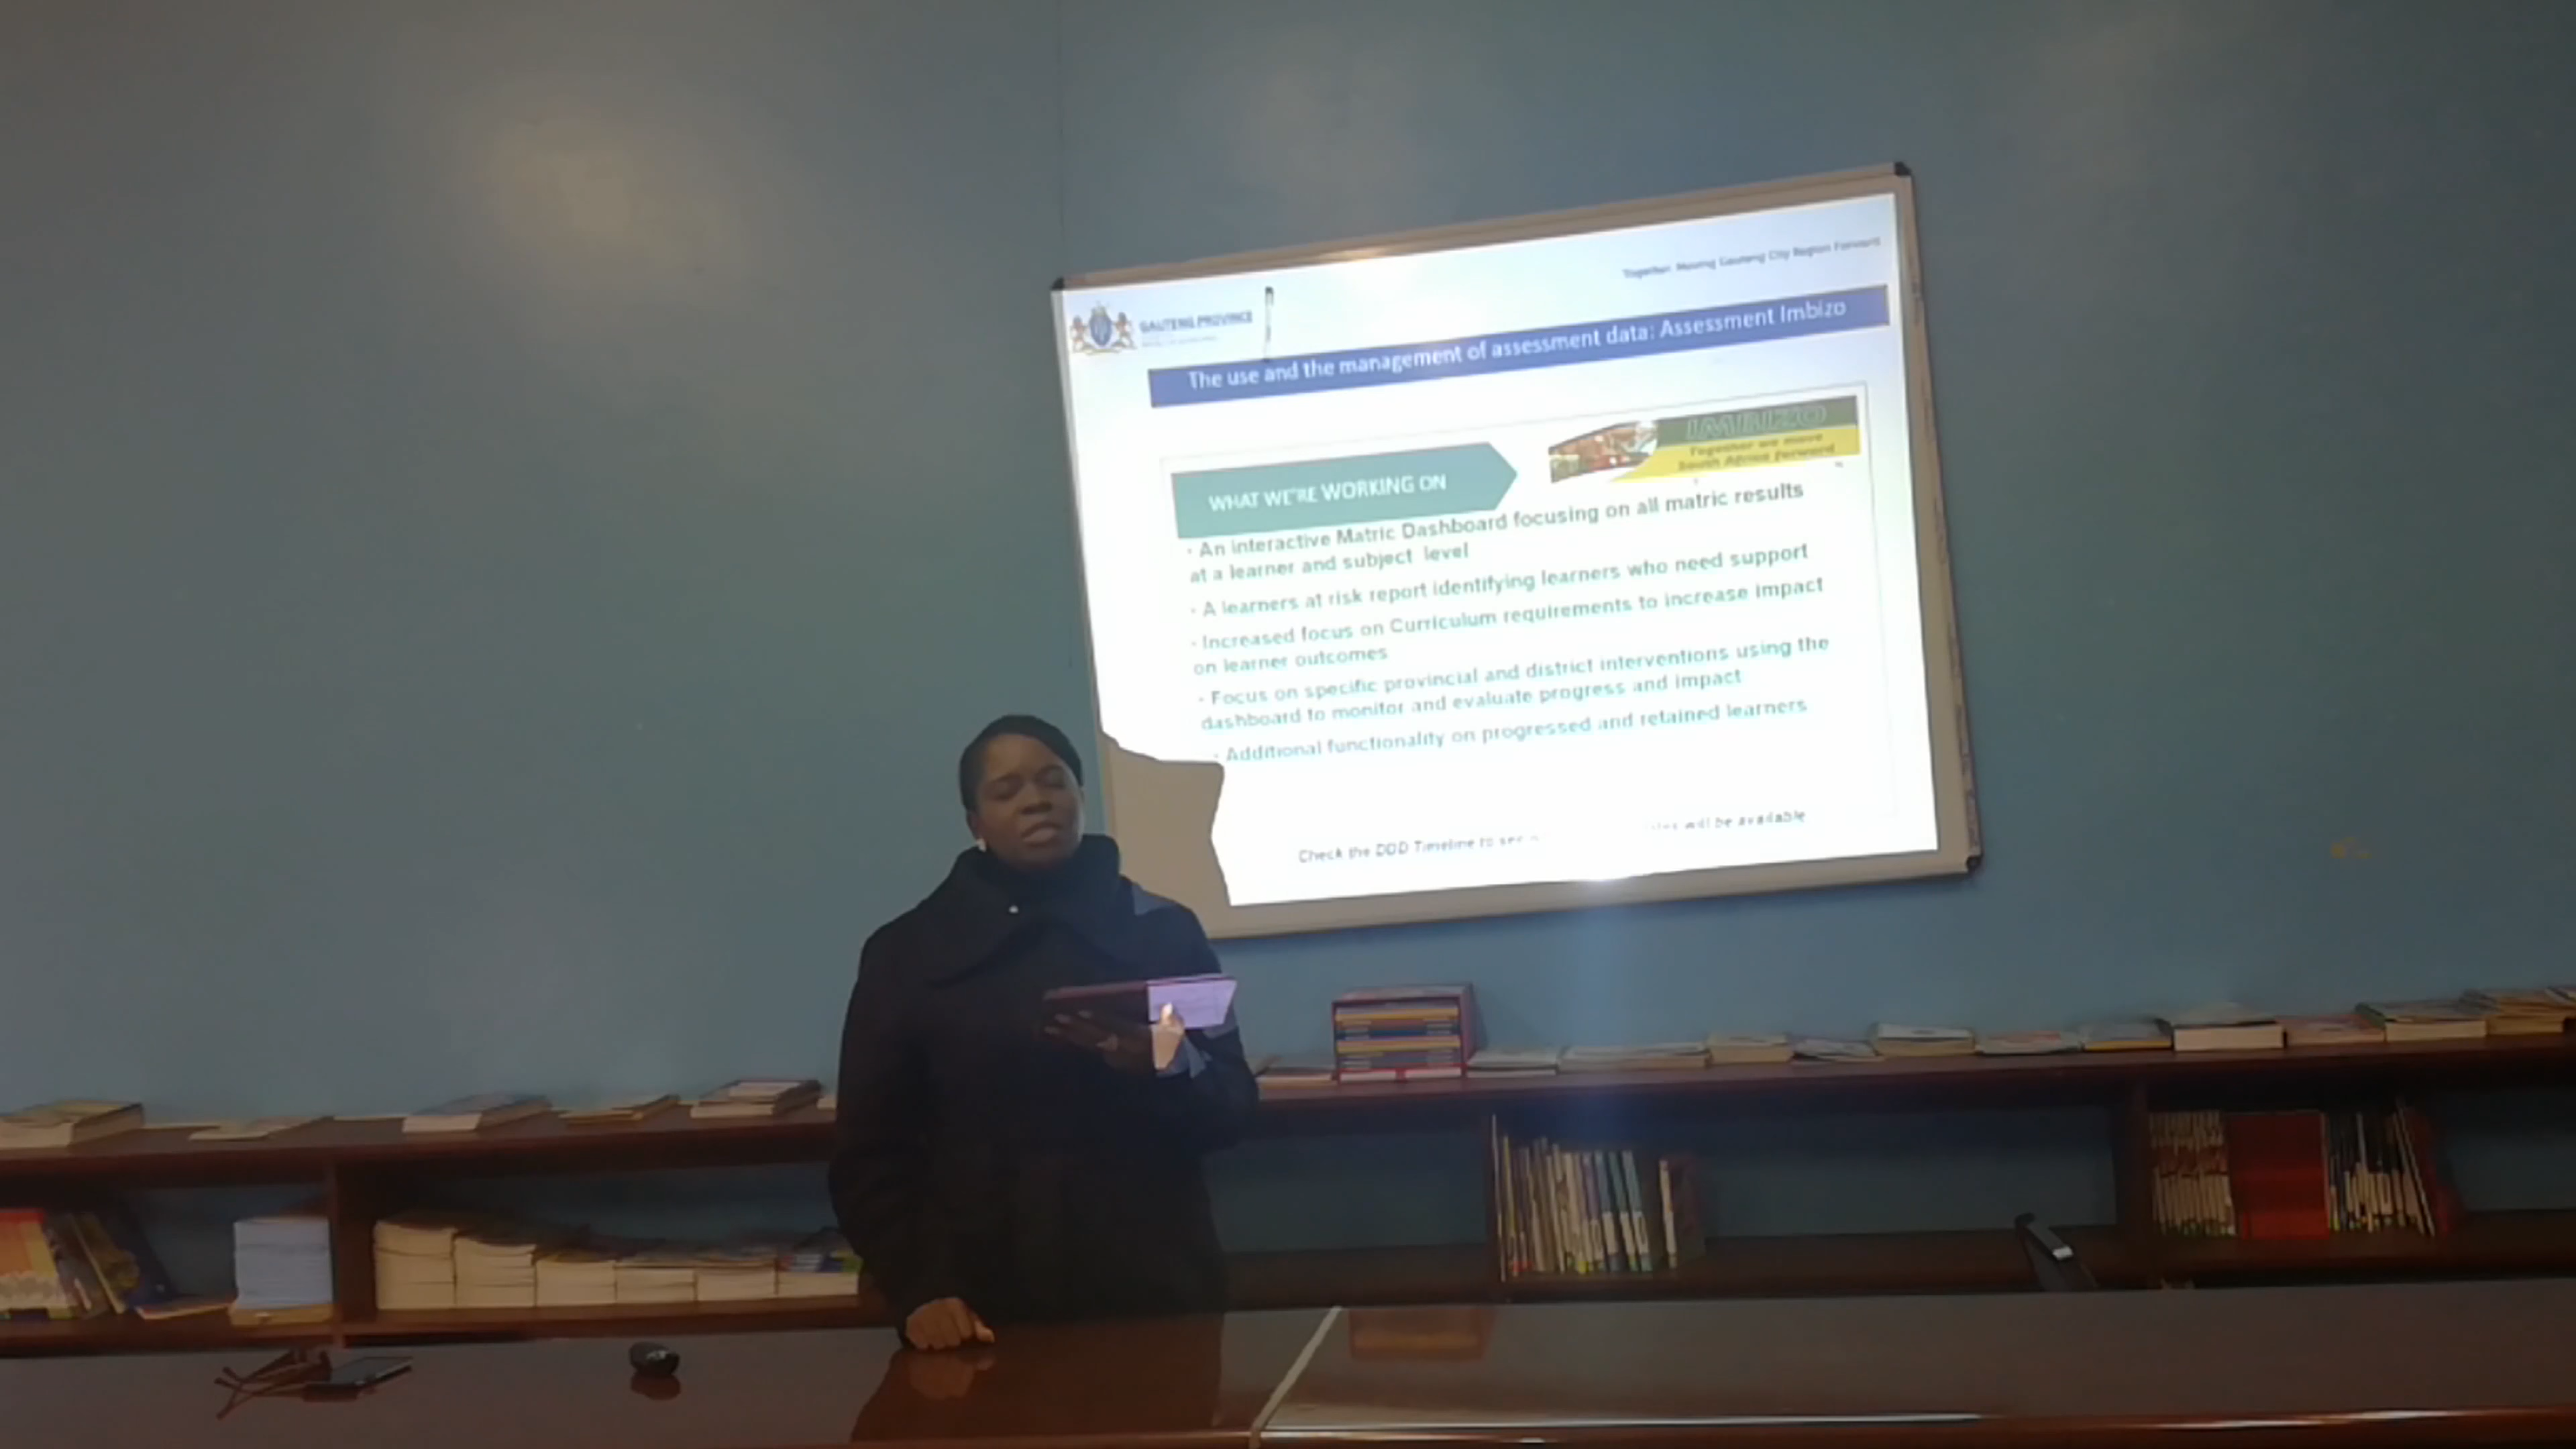 Together Moving Gauteng City Region Forward
GAUTENG PROVINCE
The use and the management of assessment data: Assessment Imbizo
IMBIZO
Together we move
South Africa forward
WHAT WE'RE WORKING ON
- An interactive Matric Dashboard focusing on all matric results
at a learner and subject level
- A learners at risk report identifying learners who need support
- Increased focus on Curriculum requirements to increase impact
on learner outcomes
- Focus on specific provincial and district interventions using the
dashboard to monitor and evaluate progress and impact
- Additional functionality on progressed and retained learners
Check the DDD Timeline to see will be available